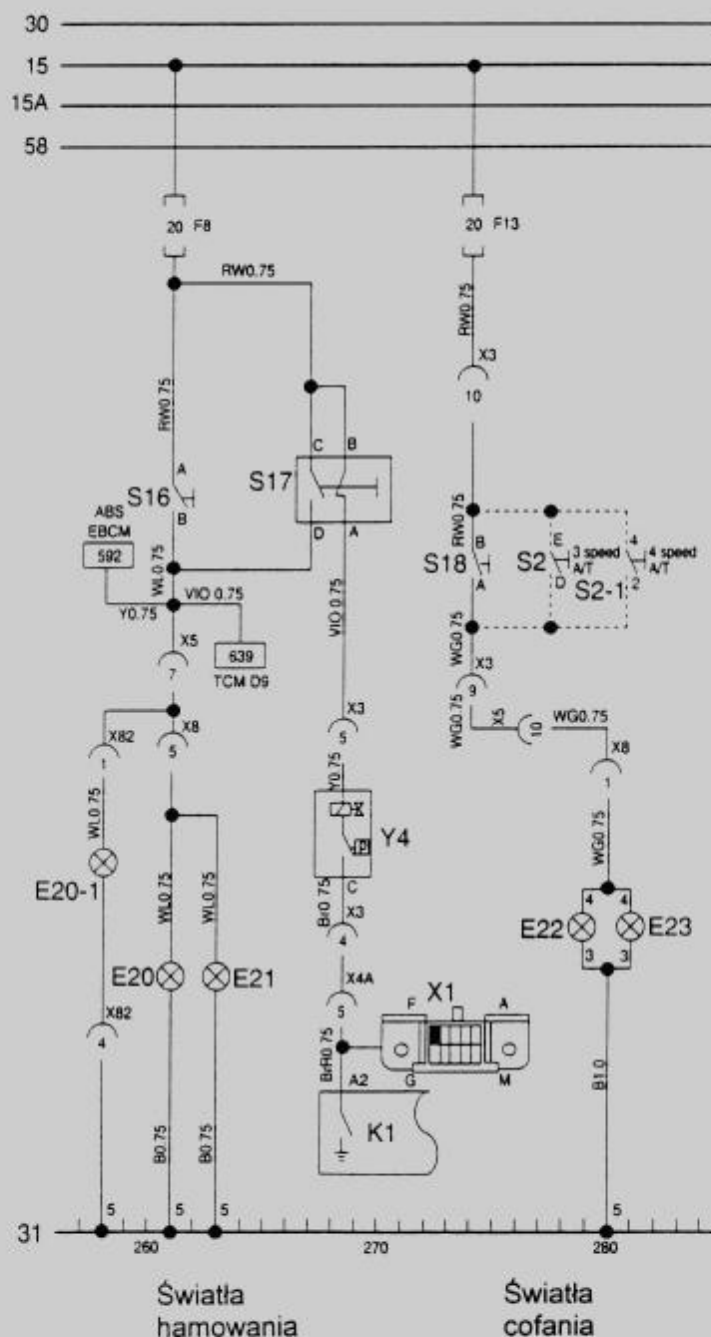 30
15
15A
58
20 F8
20 F13
RW0.75
RW0.75
X3
10
RW0.75
A
S16
B
C B
S17
D A
ABS
EBCM
592
WL0.75
Y0.75
VIO 0.75
639
TCM D9
X5
7
VIO 0.75
RW0.75
B
S18
A
E
S2
D
3 speed
A/T
4
S2-1
2
4 speed
A/T
WG0.75
X3
9
WG0.75
X5
10
WG0.75
X8
1
WG0.75
X82
1
X8
5
WL0.75
E20-1
WL0.75
WL0.75
X3
5
Y0.75
Y4
P
C
Br0.75
X3
4
X4A
5
E20
E21
4 4
E22 E23
3 3
X82
4
X1
F A
G M
BrR0.75
A2
K1
B0.75
B0.75
B1.0
31
5 5 5 5
260 270 280
Światła
hamowania
Światła
cofania